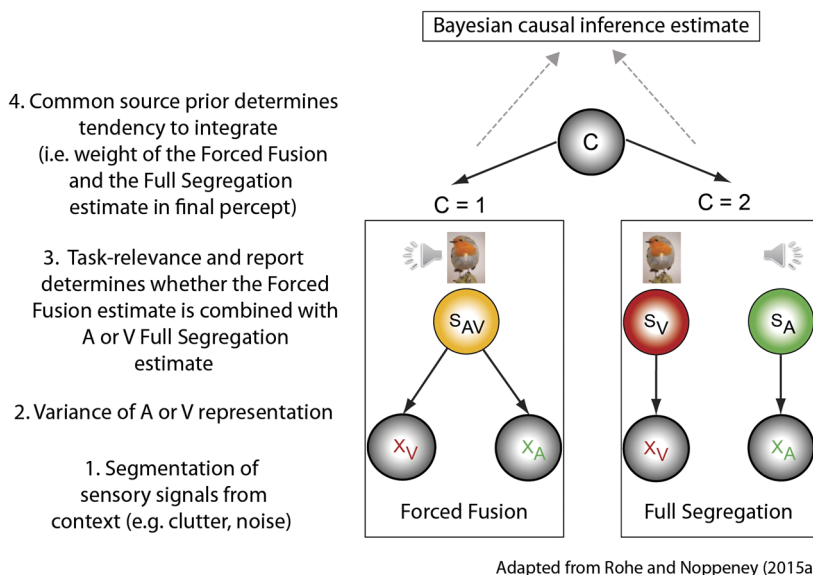 Bayesian causal inference estimate
4. Common source prior determines
tendency to integrate
(i.e. weight of the Forced Fusion
and the Full Segregation
estimate in final percept)
C
C = 1
C = 2
3. Task-relevance and report
determines whether the Forced
Fusion estimate is combined with
A or V Full Segregation
estimate
SAV
SV
SA
2. Variance of A or V representation
XV
XA
XV
XA
1. Segmentation of
sensory signals from
context (e.g. clutter, noise)
Forced Fusion
Full Segregation
Adapted from Rohe and Noppeney (2015a